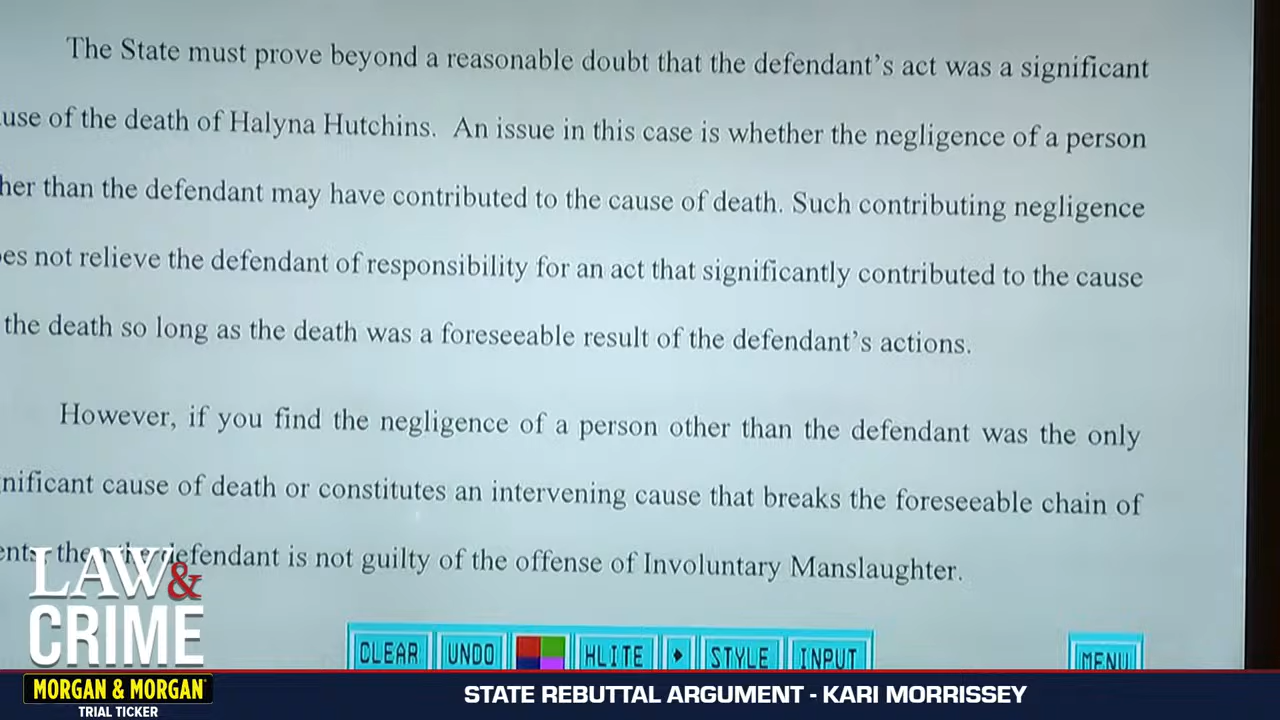 The State must prove beyond a reasonable doubt that the defendant's act was a significant
use of the death of Halyna Hutchins. An issue in this case is whether the negligence of a person
her than the defendant may have contributed to the cause of death. Such contributing negligence
es not relieve the defendant of responsibility for an act that significantly contributed to the cause
the death so long as the death was a foreseeable result of the defendant's actions.
However, if you find the negligence of a person other than the defendant was the only
nificant cause of death or constitutes an intervening cause that breaks the foreseeable chain of
defendant is not guilty of the offense of Involuntary Manslaughter.
LAW&
CRIME
CLEAR UNDO HLITE STYLE INPUT MENU
MORGAN & MORGAN
TRIAL TICKER
STATE REBUTTAL ARGUMENT - KARI MORRISSEY